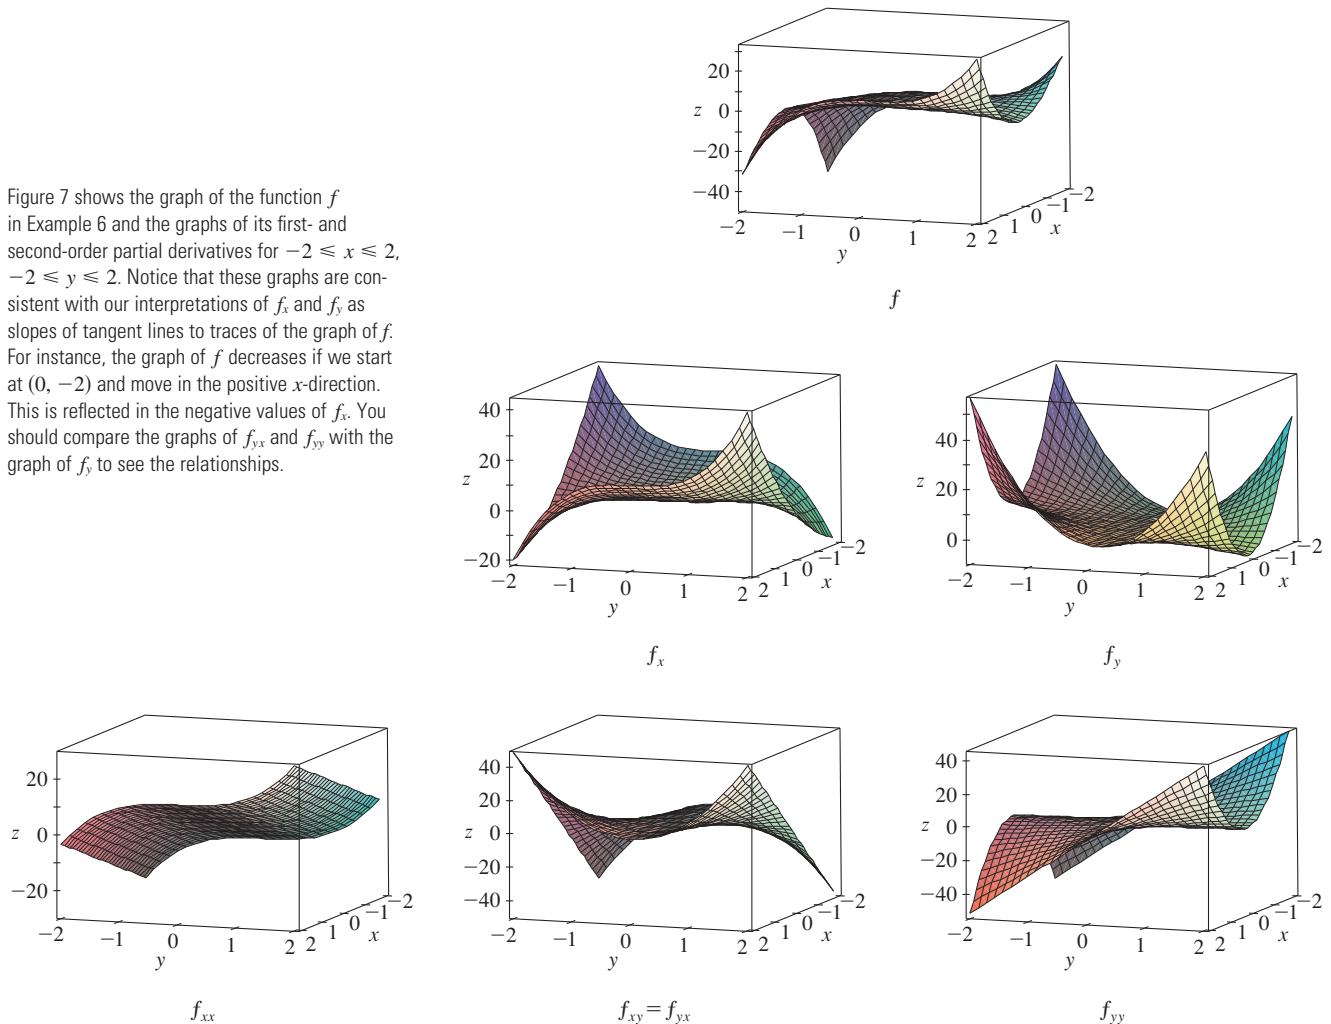 Figure 7 shows the graph of the function f
in Example 6 and the graphs of its first- and
second-order partial derivatives for −2 ≤ x ≤ 2,
−2 ≤ y ≤ 2. Notice that these graphs are con-
sistent with our interpretations of fₓ and f_y as
slopes of tangent lines to traces of the graph of f.
For instance, the graph of f decreases if we start
at (0, −2) and move in the positive x-direction.
This is reflected in the negative values of fₓ. You
should compare the graphs of f_yx and f_yy with the
graph of f_y to see the relationships.
20
z 0
−20
−40
−2 −1 0 1 2
y
2 1 0 −1 −2
x
f
40
20
z
0
−20
−2 −1 0 1 2
y
2 1 0 −1 −2
x
fₓ
40
z
20
0
−2 −1 0 1 2
y
2 1 0 −1 −2
x
f_y
20
z 0
−20
−2 −1 0 1 2
y
2 1 0 −1 −2
x
f_xx
40
20
z 0
−20
−40
−2 −1 0 1 2
y
2 1 0 −1 −2
x
f_xy = f_yx
40
20
z 0
−20
−40
−2 −1 0 1 2
y
2 1 0 −1 −2
x
f_yy